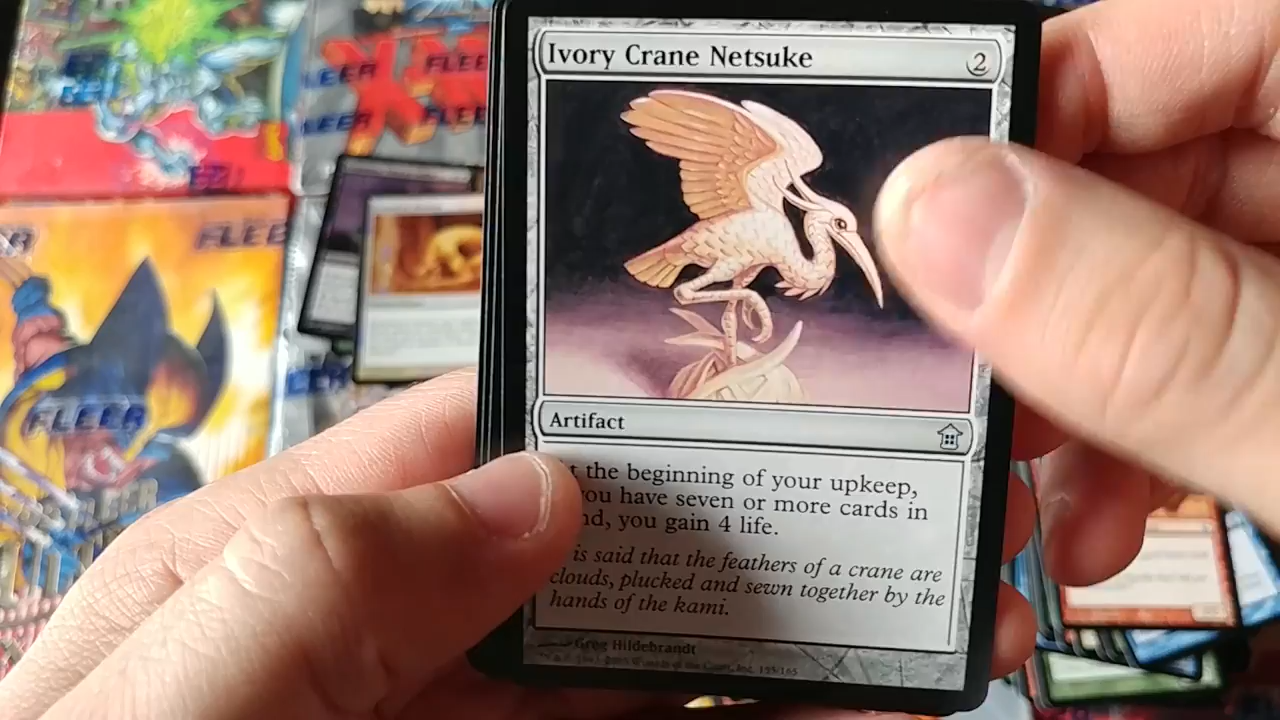 Ivory Crane Netsuke
2
Artifact
the beginning of your upkeep,
you have seven or more cards in
nd, you gain 4 life.
is said that the feathers of a crane are
clouds, plucked and sewn together by the
hands of the kami.
Greg Hildebrandt
FLEER
FLEE
FLEER
FLEE
FLEER